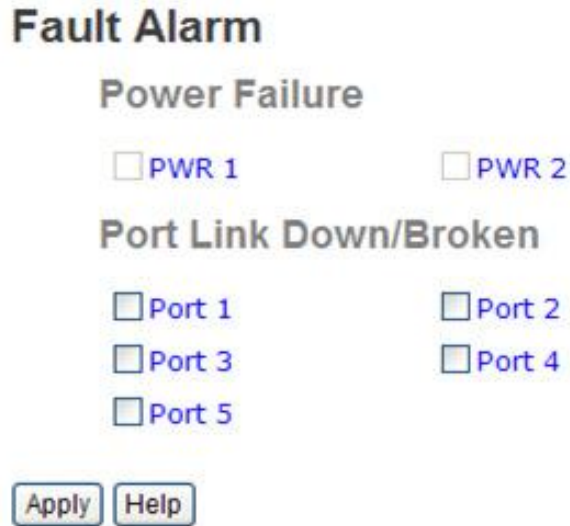 Fault Alarm
Power Failure
PWR 1 PWR 2
Port Link Down/Broken
Port 1 Port 2
Port 3 Port 4
Port 5
Apply Help